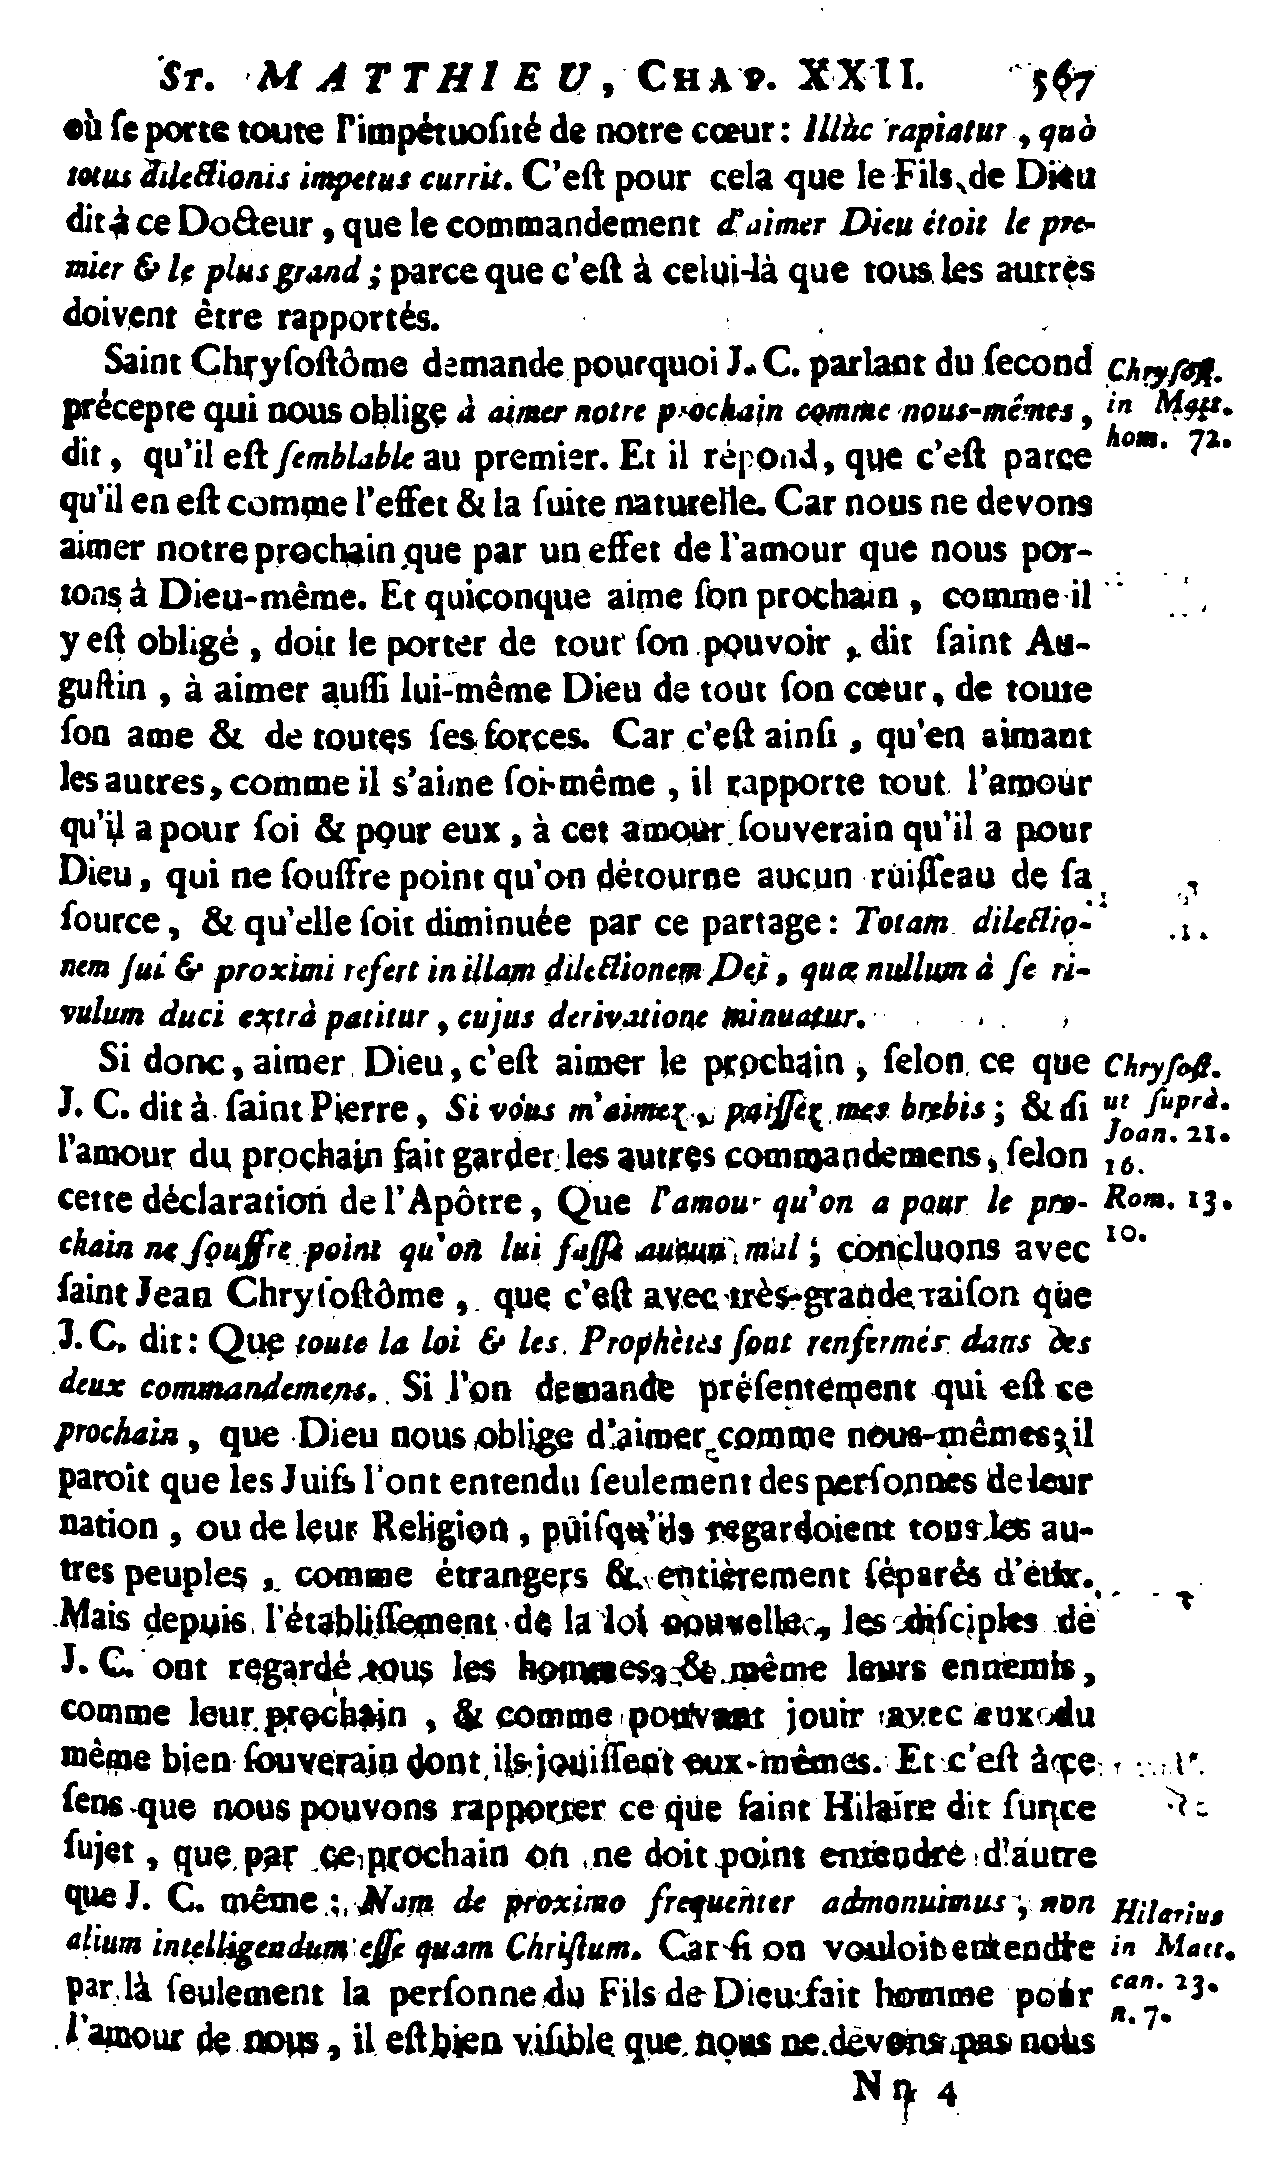 ST. MATTHIEU, CHAP. XXII. 567
où ſe porte toute l'impétuoſité de notre cœur: Illùc rapiatur, quò
totus dilectionis impetus currit. C'eſt pour cela que le Fils de Dieu
dit à ce Docteur, que le commandement d'aimer Dieu étoit le pre-
mier & le plus grand; parce que c'eſt à celui-là que tous les autres
doivent être rapportés.
Saint Chryſoſtôme demande pourquoi J. C. parlant du ſecond
Chryſoſt.
précepte qui nous oblige à aimer notre prochain comme nous-mêmes,
in Matt.
dit, qu'il eſt ſemblable au premier. Et il répond, que c'eſt parce
hom. 72.
qu'il en eſt comme l'effet & la ſuite naturelle. Car nous ne devons
aimer notre prochain que par un effet de l'amour que nous por-
tons à Dieu-même. Et quiconque aime ſon prochain, comme il
y eſt obligé, doit le porter de tout ſon pouvoir, dit ſaint Au-
guſtin, à aimer auſſi lui-même Dieu de tout ſon cœur, de toute
ſon ame & de toutes ſes forces. Car c'eſt ainſi, qu'en aimant
les autres, comme il s'aime ſoi-même, il rapporte tout l'amour
qu'il a pour ſoi & pour eux, à cet amour ſouverain qu'il a pour
Dieu, qui ne ſouffre point qu'on détourne aucun ruiſſeau de ſa
ſource, & qu'elle ſoit diminuée par ce partage: Totam dilectio-
nem ſui & proximi refert in illam dilectionem Dei, quæ nullum à ſe ri-
vulum duci extrà patitur, cujus derivatione minuatur.
Si donc, aimer Dieu, c'eſt aimer le prochain, ſelon ce que
Chryſoſt.
J. C. dit à ſaint Pierre, Si vous m'aimez, paiſſez mes brebis; & ſi
ut ſuprà.
Joan. 21.
l'amour du prochain fait garder les autres commandemens, ſelon
16.
cette déclaration de l'Apôtre, Que l'amour qu'on a pour le pro-
Rom. 13.
chain ne ſouffre point qu'on lui faſſe aucun mal; concluons avec
10.
ſaint Jean Chryſoſtôme, que c'eſt avec très-grande raiſon que
J. C. dit: Que toute la loi & les Prophètes ſont renfermés dans des
deux commandemens. Si l'on demande préſentement qui eſt ce
prochain, que Dieu nous oblige d'aimer comme nous-mêmes; il
paroît que les Juifs l'ont entendu ſeulement des perſonnes de leur
nation, ou de leur Religion, puiſqu'ils regardoient tous les au-
tres peuples, comme étrangers & entièrement ſéparés d'eux.
Mais depuis l'établiſſement de la loi nouvelle, les diſciples de
J. C. ont regardé tous les hommes, & même leurs ennemis,
comme leur prochain, & comme pouvant jouir avec eux du
même bien ſouverain dont ils jouiſſent eux-mêmes. Et c'eſt à ce
ſens que nous pouvons rapporter ce que ſaint Hilaire dit ſur ce
ſujet, que par ce prochain on ne doit point entendre d'autre
que J. C. même: Nam de proximo frequenter admonuimus, non
Hilarius
alium intelligendum eſſe quam Chriſtum. Car ſi on vouloit entendre
in Matt.
par là ſeulement la perſonne du Fils de Dieu fait homme pour
can. 23.
n. 7.
l'amour de nous, il eſt bien viſible que nous ne devons pas nous
Nn 4